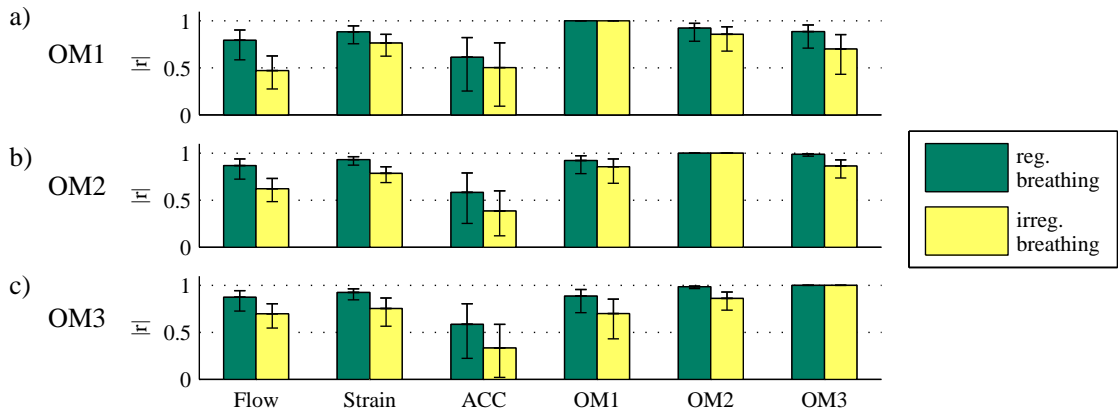 a)
OM1
|r|
1
0.5
0
b)
OM2
|r|
1
0.5
0
c)
OM3
|r|
1
0.5
0
Flow Strain ACC OM1 OM2 OM3
reg.
breathing
irreg.
breathing